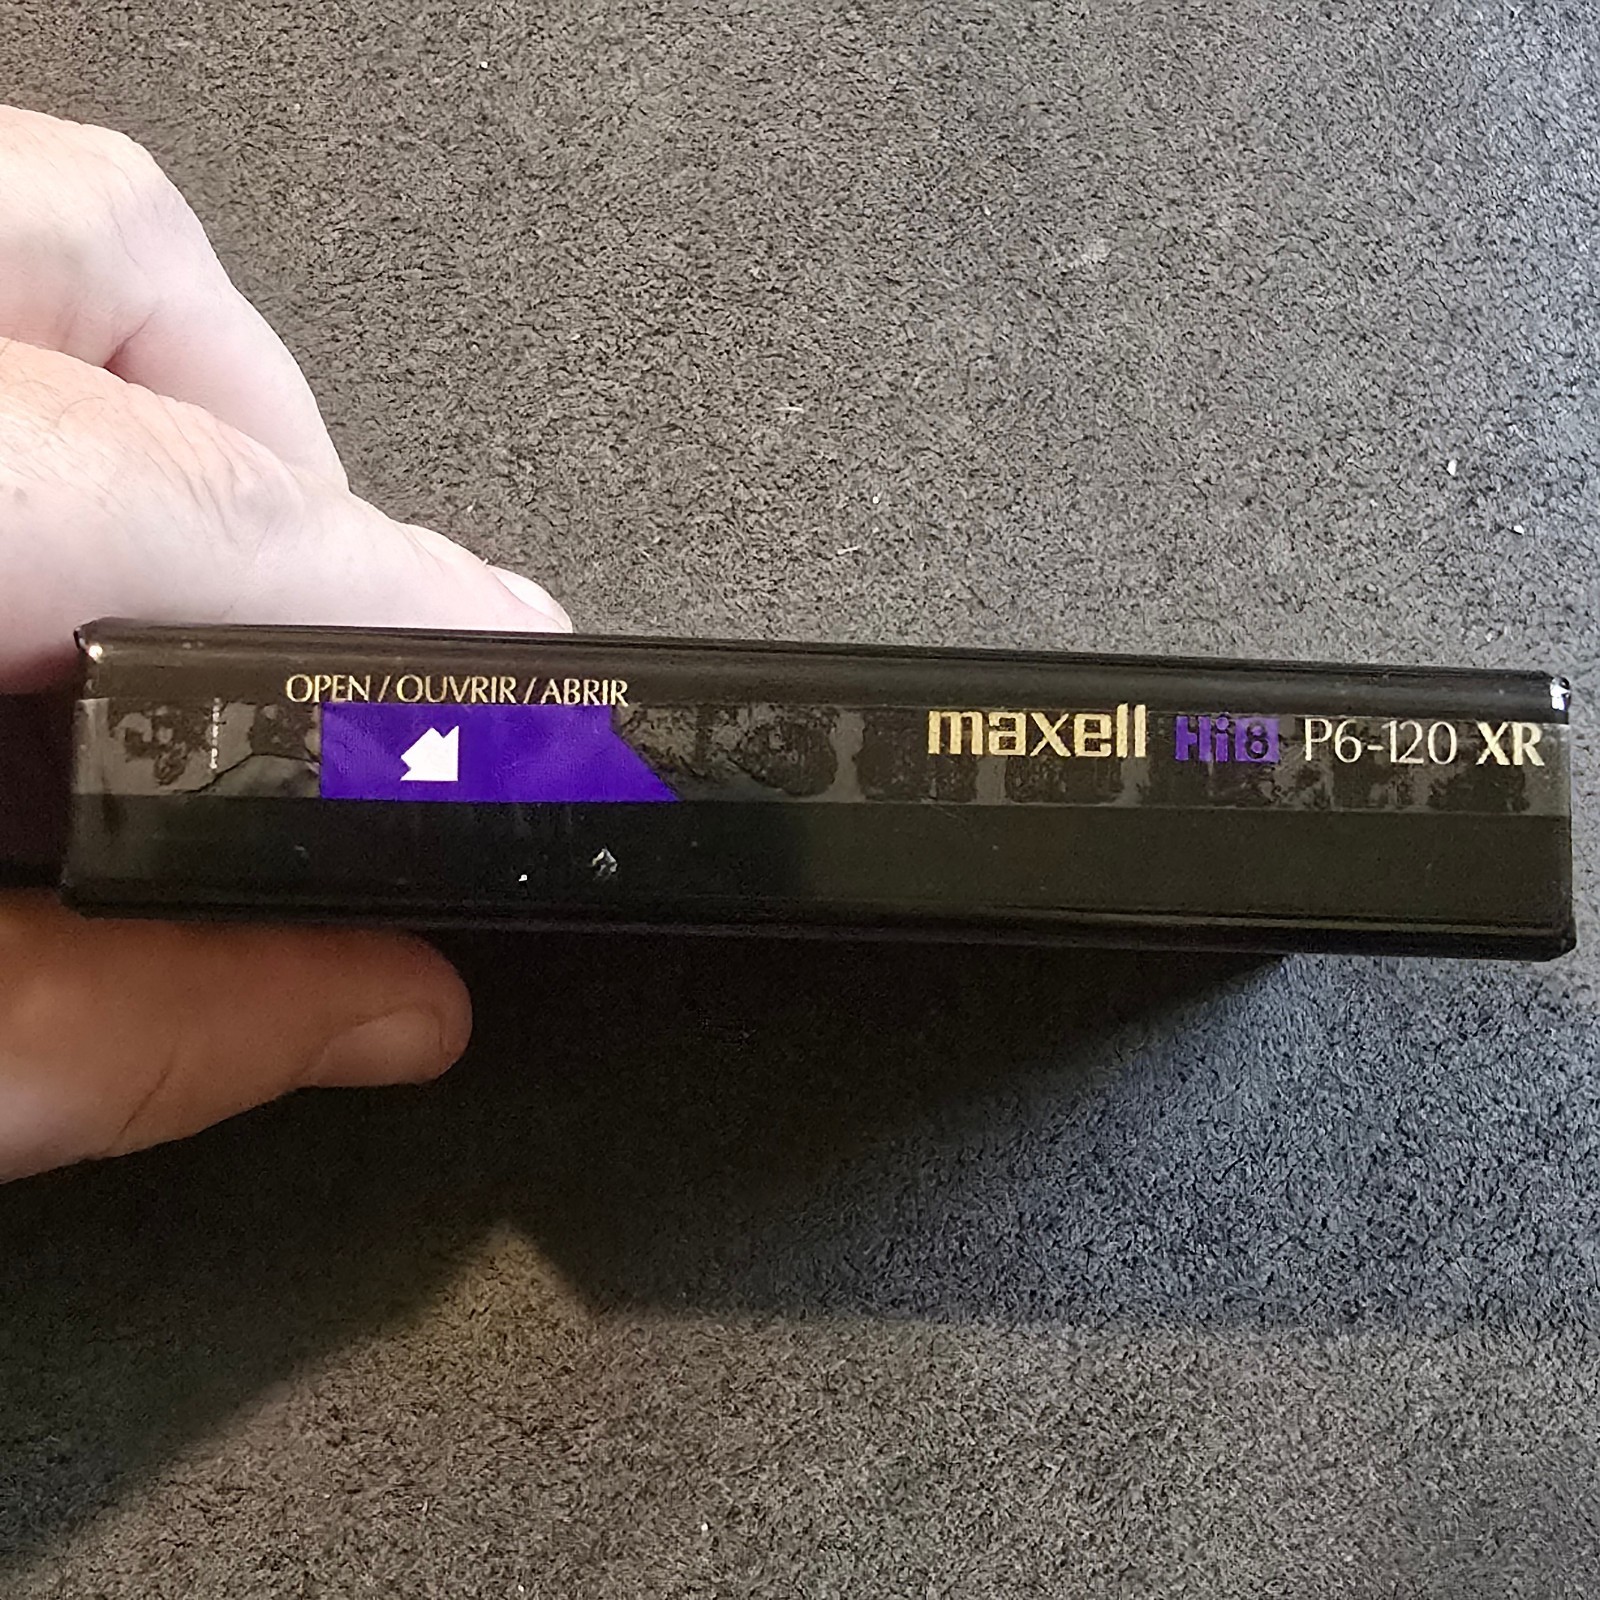 OPEN / OUVRIR / ABRIR
maxell Hi8 P6-120 XR